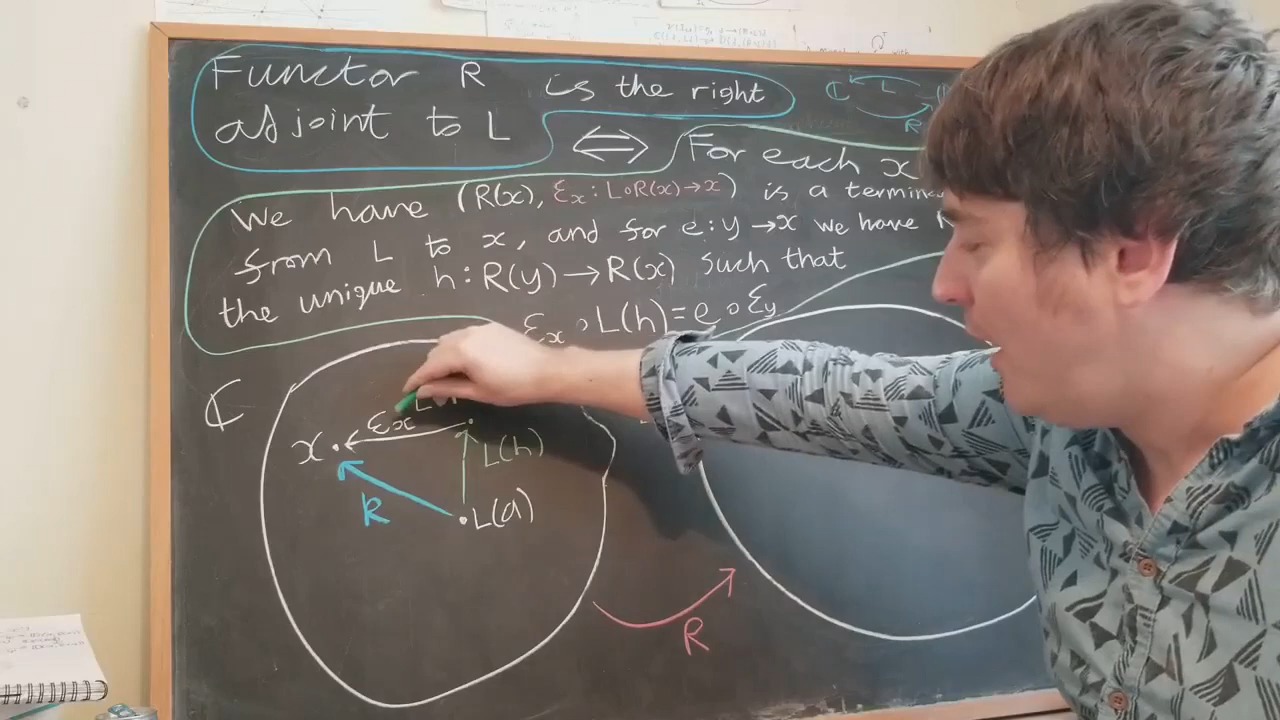 Functor R is the right
adjoint to L ⟺ For each x
We have (R(x), εx : L∘R(x)→x) is a
from L to x, and for e: y→x we have
the unique h: R(y)→R(x) such that
εx ∘ L(h) = e ∘ εy
ℂ
L
R
ℂ
εx
x
L(h)
k
L(a)
R